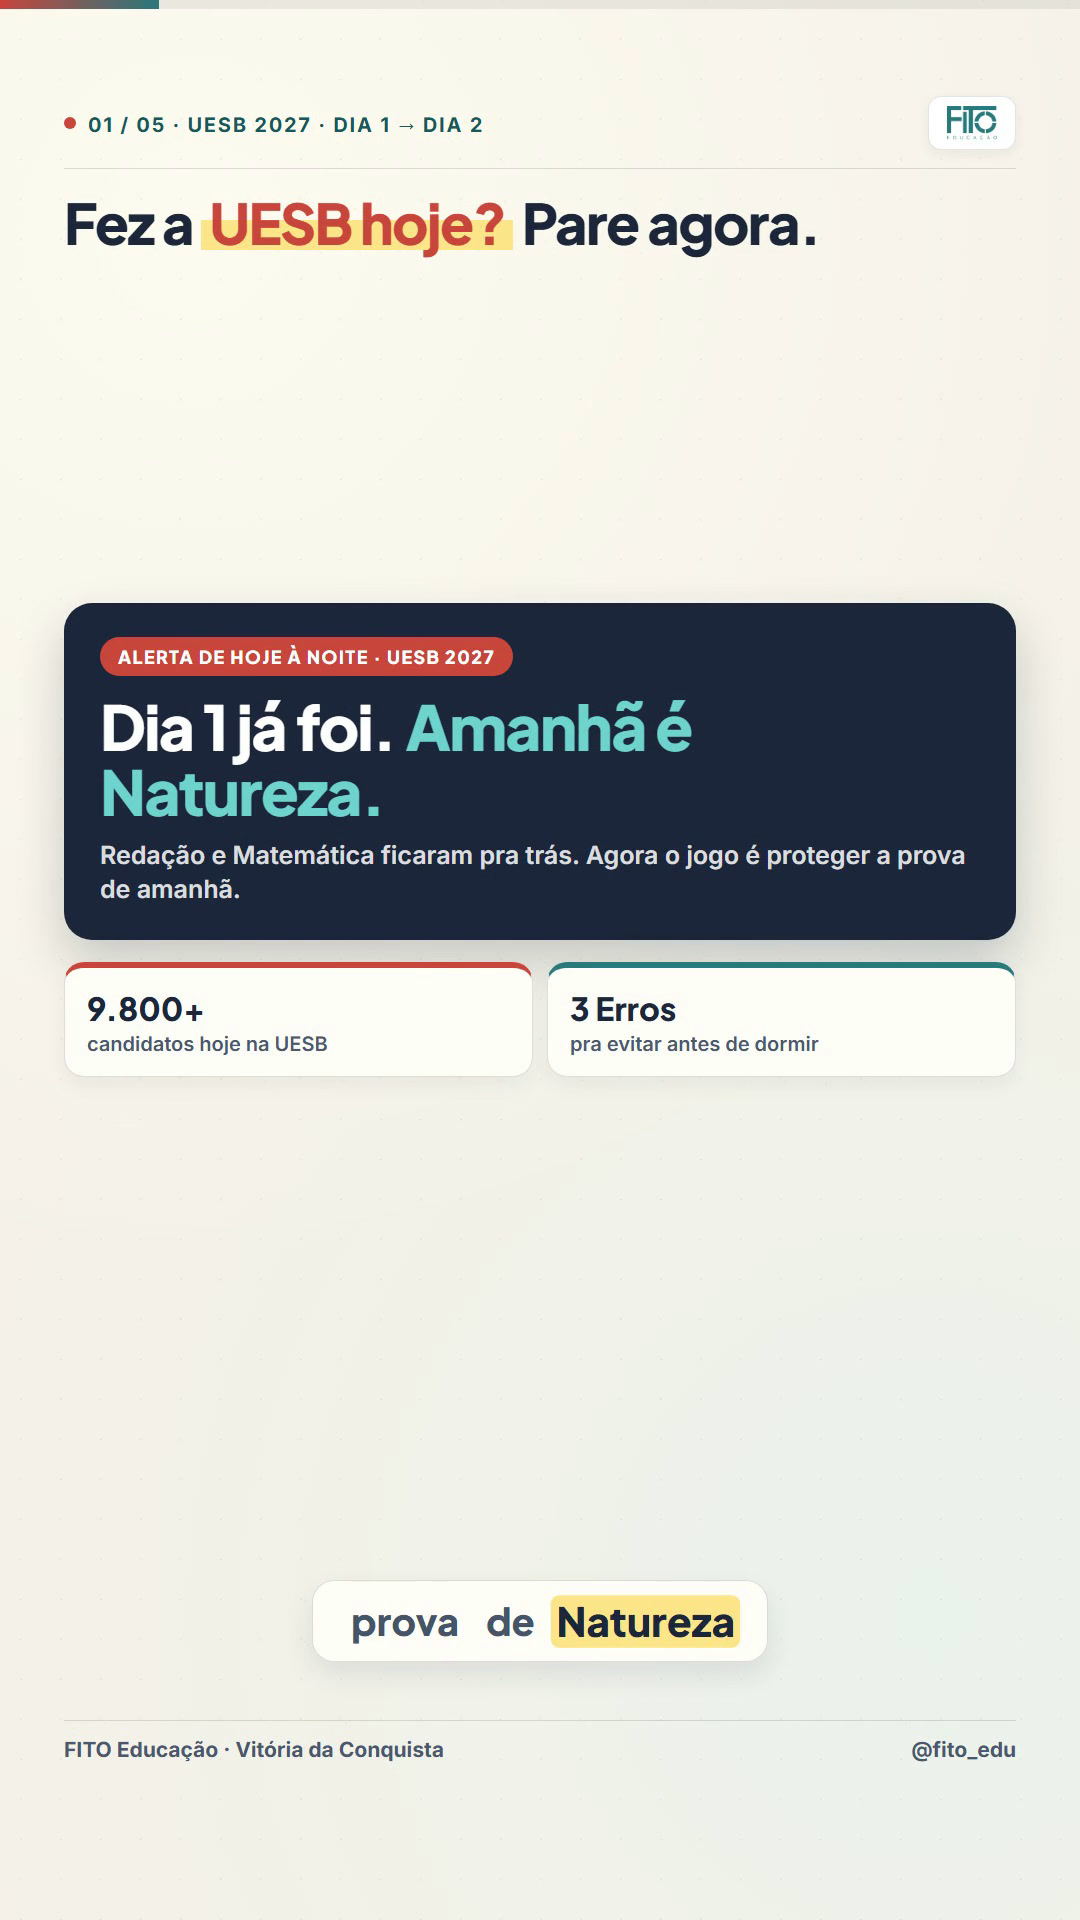 01 / 05 · UESB 2027 · DIA 1 → DIA 2
FITO
EDUCAÇÃO
Fez a UESB hoje? Pare agora.
ALERTA DE HOJE À NOITE · UESB 2027
Dia 1 já foi. Amanhã é
Natureza.
Redação e Matemática ficaram pra trás. Agora o jogo é proteger a prova
de amanhã.
9.800+
candidatos hoje na UESB
3 Erros
pra evitar antes de dormir
prova de Natureza
FITO Educação · Vitória da Conquista
@fito_edu